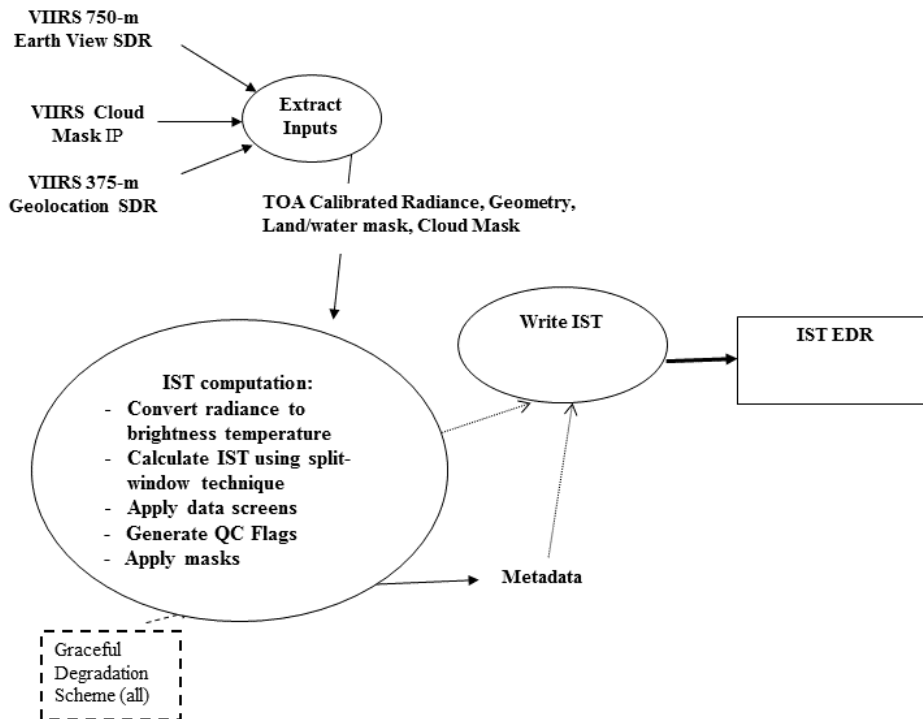 VIIRS 750-m
Earth View SDR
VIIRS Cloud
Mask IP
VIIRS 375-m
Geolocation SDR
Extract
Inputs
TOA Calibrated Radiance, Geometry,
Land/water mask, Cloud Mask
IST computation:
- Convert radiance to
brightness temperature
- Calculate IST using split-
window technique
- Apply data screens
- Generate QC Flags
- Apply masks
Write IST
IST EDR
Metadata
Graceful
Degradation
Scheme (all)